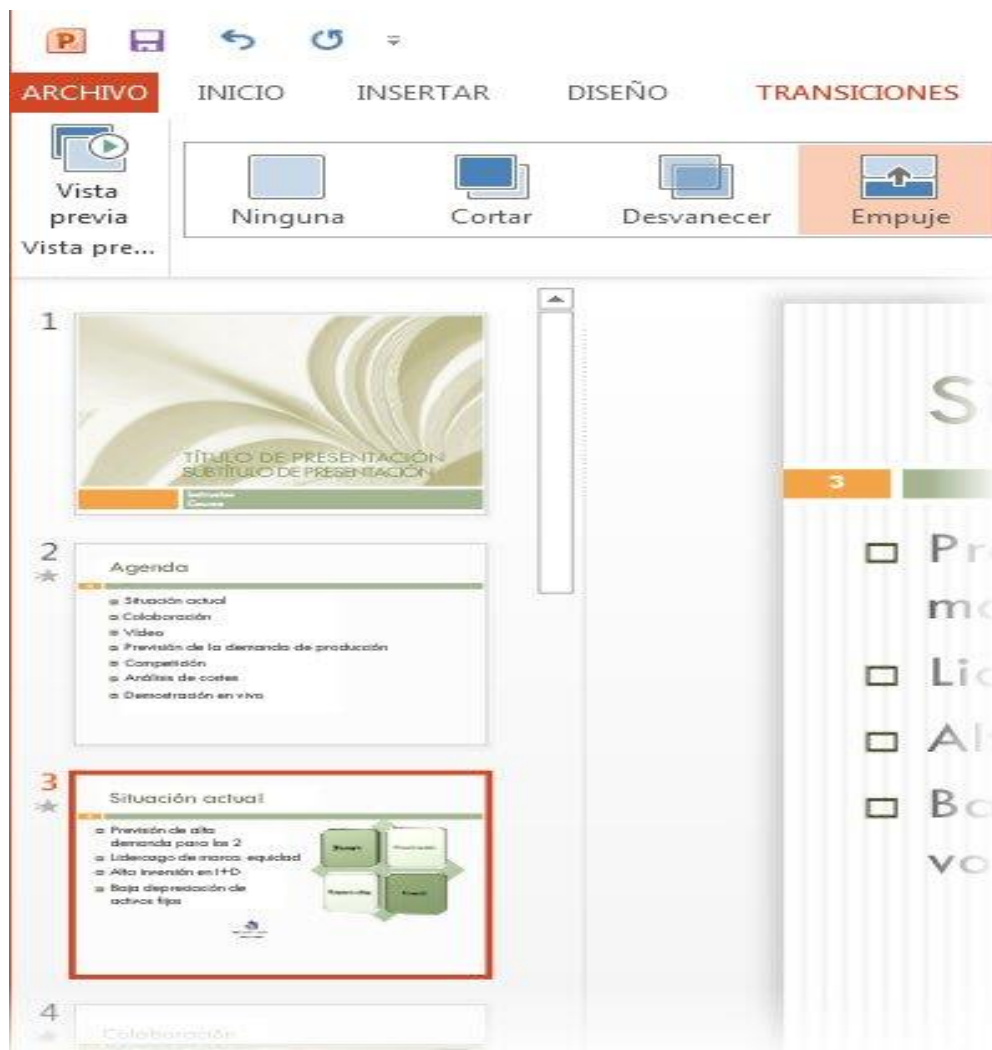 ARCHIVO INICIO INSERTAR DISEÑO TRANSICIONES
Vista
previa
Vista pre...
Ninguna Cortar Desvanecer Empuje
1
TÍTULO DE PRESENTACIÓN
SUBTÍTULO DE PRESENTACIÓN
2
Agenda
Situación actual
Colaboración
Vídeo
Previsión de la demanda de producción
Competición
Análisis de costes
Demostración en vivo
3
Situación actual
Previsión de alta
demanda para los 2
Liderazgo de marca: equidad
Alta inversión en I+D
Baja depreciación de
activos fijos
4
Colaboración
3